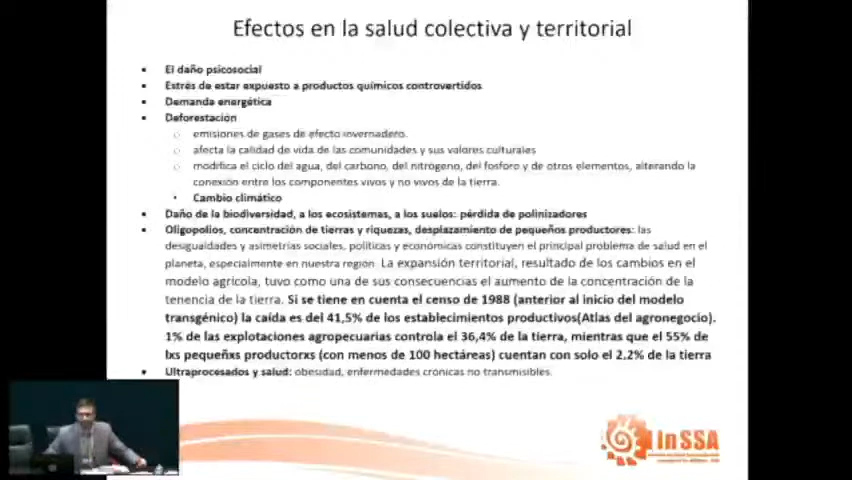 Efectos en la salud colectiva y territorial
El daño psicosocial
Estrés de estar expuesto a productos químicos controvertidos
Demanda energética
Deforestación
emisiones de gases de efecto invernadero.
afecta la calidad de vida de las comunidades y sus valores culturales
modifica el ciclo del agua, del carbono, del nitrógeno, del fosforo y de otros elementos, alterando la
conexión entre los componentes vivos y no vivos de la tierra.
Cambio climático
Daño de la biodiversidad, a los ecosistemas, a los suelos: pérdida de polinizadores
Oligopolios, concentración de tierras y riquezas, desplazamiento de pequeños productores: las
desigualdades y asimetrías sociales, políticas y económicas constituyen el principal problema de salud en el
planeta, especialmente en nuestra región. La expansión territorial, resultado de los cambios en el
modelo agrícola, tuvo como una de sus consecuencias el aumento de la concentración de la
tenencia de la tierra. Si se tiene en cuenta el censo de 1988 (anterior al inicio del modelo
transgénico) la caída es del 41,5% de los establecimientos productivos(Atlas del agronegocio).
1% de las explotaciones agropecuarias controla el 36,4% de la tierra, mientras que el 55% de
lxs pequeñxs productorxs (con menos de 100 hectáreas) cuentan con solo el 2,2% de la tierra
Ultraprocesados y salud: obesidad, enfermedades crónicas no transmisibles.
InSSA